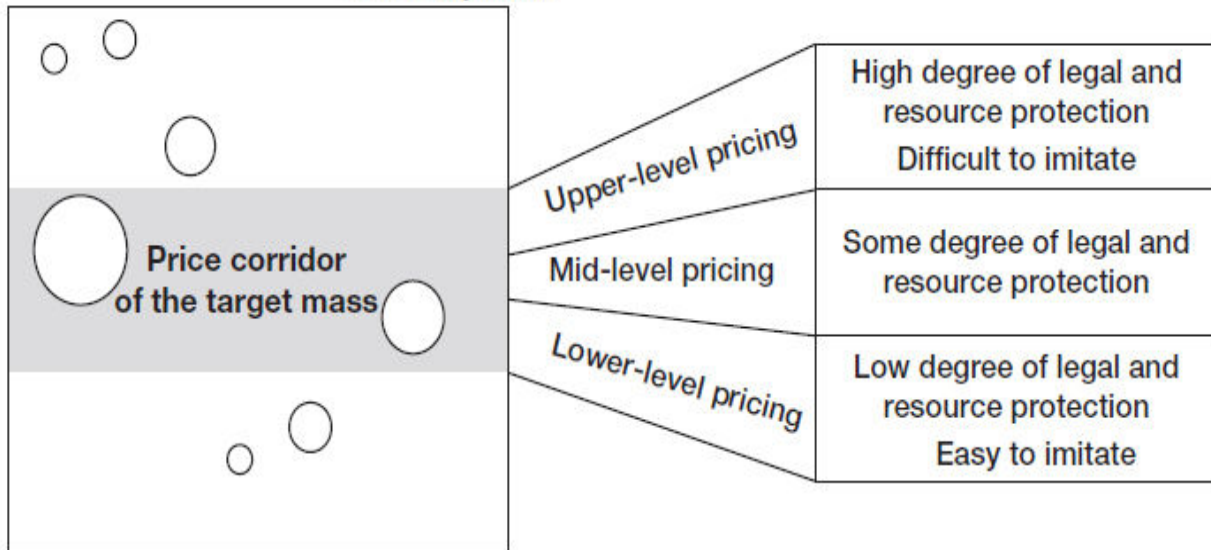 Price corridor
of the target mass
Upper-level pricing
Mid-level pricing
Lower-level pricing
High degree of legal and
resource protection
Difficult to imitate
Some degree of legal and
resource protection
Low degree of legal and
resource protection
Easy to imitate